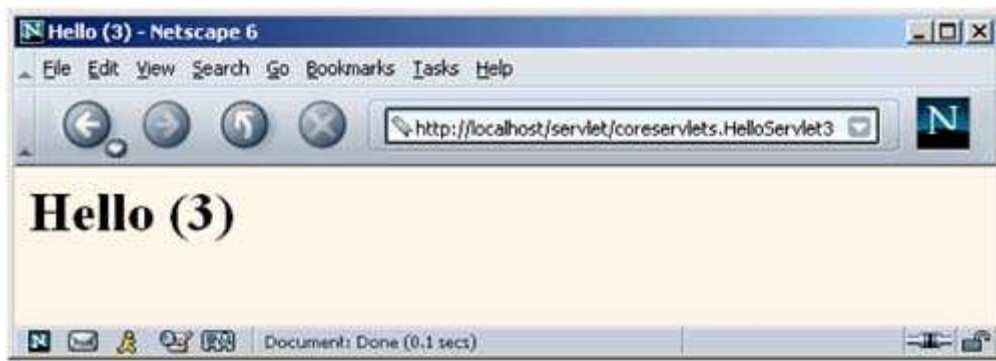 Hello (3) - Netscape 6
File Edit View Search Go Bookmarks Tasks Help
http://localhost/servlet/coreservlets.HelloServlet3
N
Hello (3)
N
Document: Done (0.1 secs)